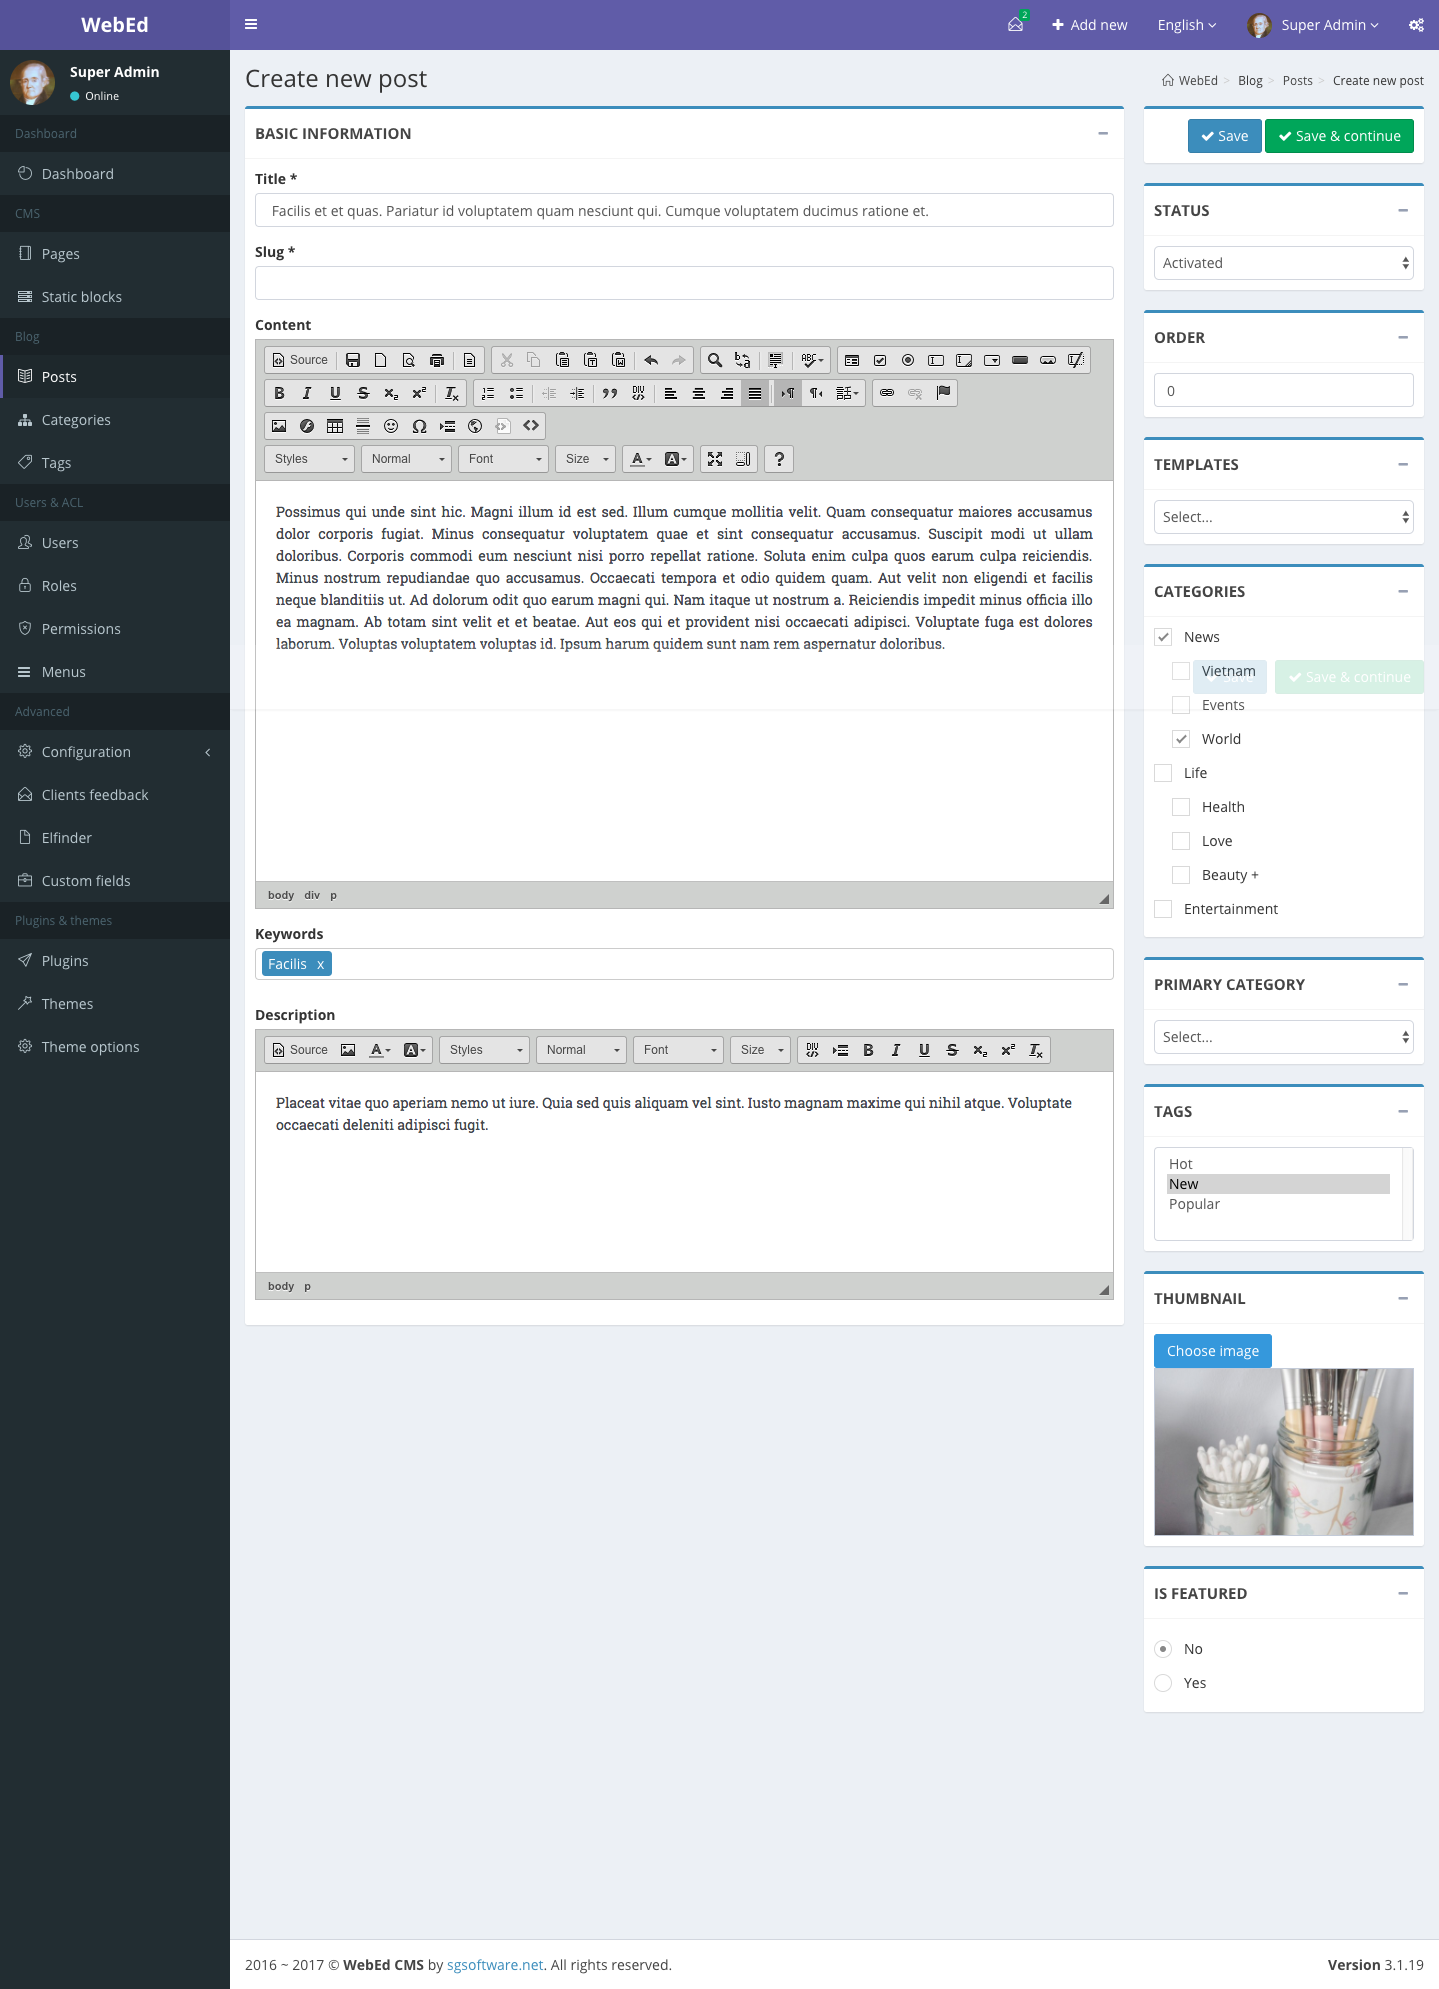 WebEd
2
Add new
English
Super Admin
Super Admin
Online
Dashboard
Dashboard
CMS
Pages
Static blocks
Blog
Posts
Categories
Tags
Users & ACL
Users
Roles
Permissions
Menus
Advanced
Configuration
Clients feedback
Elfinder
Custom fields
Plugins & themes
Plugins
Themes
Theme options
Create new post
WebEd > Blog > Posts > Create new post
BASIC INFORMATION
Title *
Facilis et et quas. Pariatur id voluptatem quam nesciunt qui. Cumque voluptatem ducimus ratione et.
Slug *
Content
Source
ABC
B I U S x₂ x² Tx
DIV
Styles Normal Font Size A A ?
Possimus qui unde sint hic. Magni illum id est sed. Illum cumque mollitia velit. Quam consequatur maiores accusamus
dolor corporis fugiat. Minus consequatur voluptatem quae et sint consequatur accusamus. Suscipit modi ut ullam
doloribus. Corporis commodi eum nesciunt nisi porro repellat ratione. Soluta enim culpa quos earum culpa reiciendis.
Minus nostrum repudiandae quo accusamus. Occaecati tempora et odio quidem quam. Aut velit non eligendi et facilis
neque blanditiis ut. Ad dolorum odit quo earum magni qui. Nam itaque ut nostrum a. Reiciendis impedit minus officia illo
ea magnam. Ab totam sint velit et et beatae. Aut eos qui et provident nisi occaecati adipisci. Voluptate fuga est dolores
laborum. Voluptas voluptatem voluptas id. Ipsum harum quidem sunt nam rem aspernatur doloribus.
body div p
Keywords
Facilis x
Description
Source A A Styles Normal Font Size DIV B I U S x₂ x² Tx
Placeat vitae quo aperiam nemo ut iure. Quia sed quis aliquam vel sint. Iusto magnam maxime qui nihil atque. Voluptate
occaecati deleniti adipisci fugit.
body p
Save
Save & continue
STATUS
Activated
ORDER
0
TEMPLATES
Select...
CATEGORIES
News
Vietnam
Save
Save & continue
Events
World
Life
Health
Love
Beauty +
Entertainment
PRIMARY CATEGORY
Select...
TAGS
Hot
New
Popular
THUMBNAIL
Choose image
IS FEATURED
No
Yes
2016 ~ 2017 © WebEd CMS by sgsoftware.net. All rights reserved.
Version 3.1.19